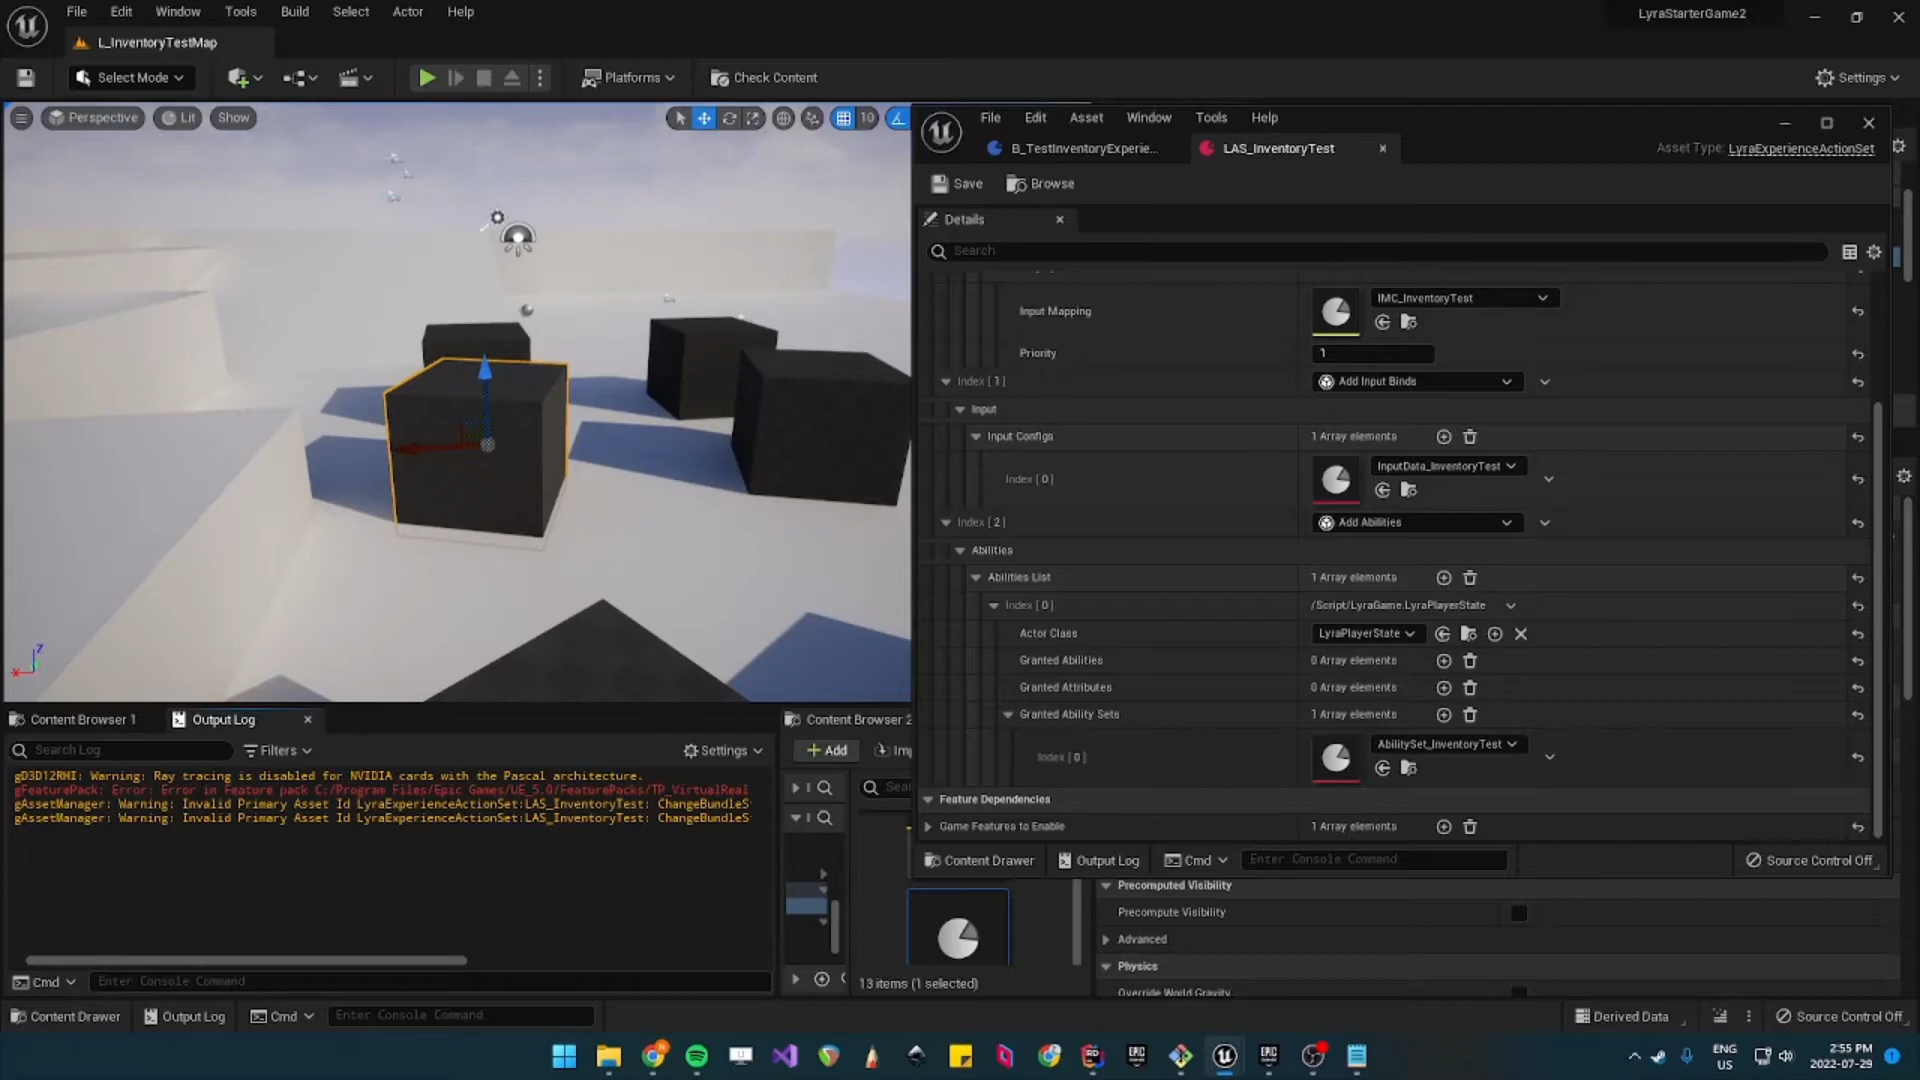 File Edit Window Tools Build Select Actor Help LyraStarterGame2
L_InventoryTestMap
Select Mode Platforms Check Content Settings
Perspective Lit Show 10
File Edit Asset Window Tools Help
B_TestInventoryExperie... LAS_InventoryTest Asset Type: LyraExperienceActionSet
Save Browse
Details
Search
Input Mapping IMC_InventoryTest
Priority 1
Index [ 1 ] Add Input Binds
Input
Input Configs 1 Array elements
Index [ 0 ] InputData_InventoryTest
Index [ 2 ] Add Abilities
Abilities
Abilities List 1 Array elements
Index [ 0 ] /Script/LyraGame.LyraPlayerState
Actor Class LyraPlayerState
Granted Abilities 0 Array elements
Granted Attributes 0 Array elements
Granted Ability Sets 1 Array elements
Index [ 0 ] AbilitySet_InventoryTest
Feature Dependencies
Game Features to Enable 1 Array elements
Content Drawer Output Log Cmd Enter Console Command Source Control Off
Z
X
Content Browser 1 Output Log Content Browser 2
Search Log Filters Settings Add
gD3D12RHI: Warning: Ray tracing is disabled for NVIDIA cards with the Pascal architecture.
gFeaturePack: Error: Error in Feature pack C:/Program Files/Epic Games/UE_5.0/FeaturePacks/TP_VirtualReal
gAssetManager: Warning: Invalid Primary Asset Id LyraExperienceActionSet:LAS_InventoryTest: ChangeBundleS
gAssetManager: Warning: Invalid Primary Asset Id LyraExperienceActionSet:LAS_InventoryTest: ChangeBundleS
Cmd Enter Console Command
13 items (1 selected)
Precomputed Visibility
Precompute Visibility
Advanced
Physics
Override World Gravity
Content Drawer Output Log Cmd Enter Console Command Derived Data Source Control Off
ENG
US
2:55 PM
2022-07-29